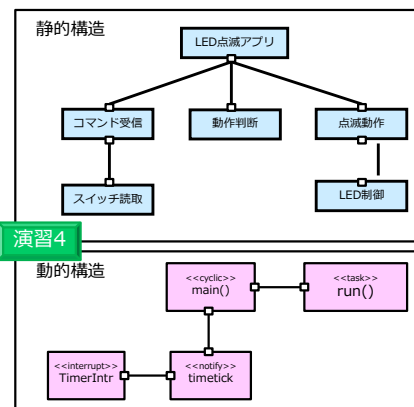 静的構造
LED点滅アプリ
コマンド受信
動作判断
点滅動作
スイッチ読取
LED制御
演習4
動的構造
<<cyclic>>
main()
<<task>>
run()
<<interrupt>>
TimerIntr
<<notify>>
timetick